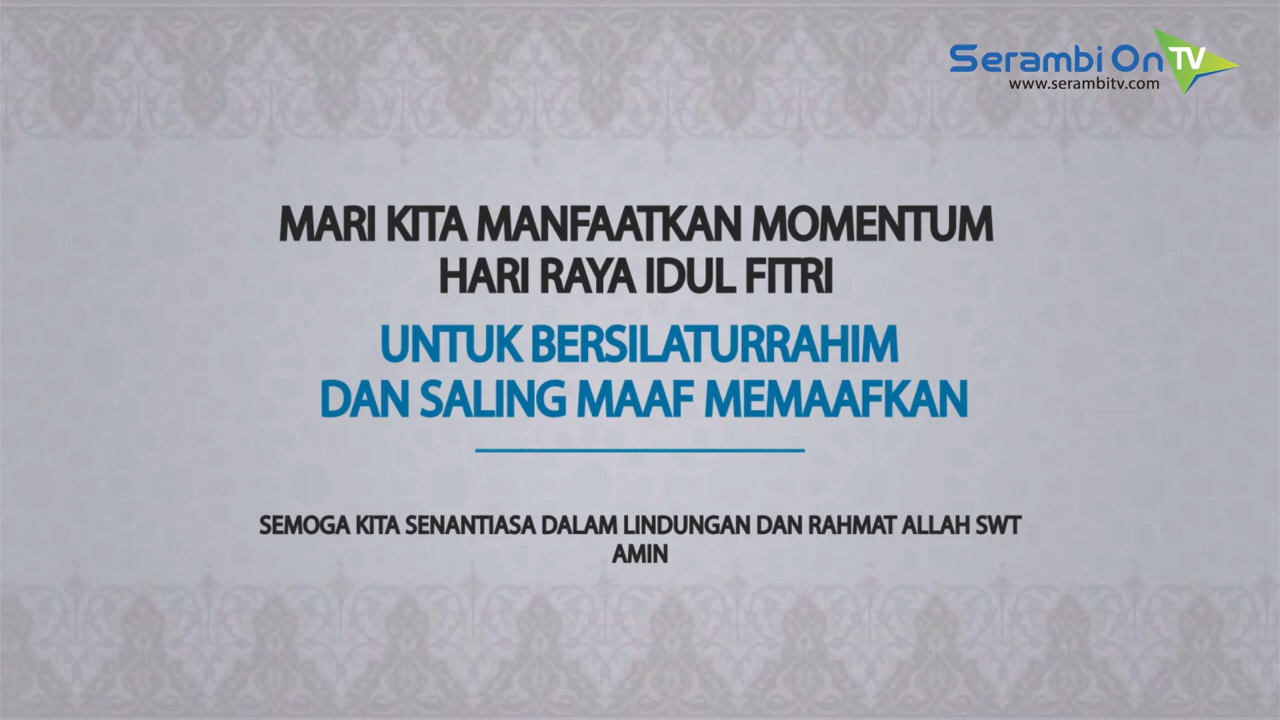 Serambi On TV
www.serambitv.com
MARI KITA MANFAATKAN MOMENTUM
HARI RAYA IDUL FITRI
UNTUK BERSILATURRAHIM
DAN SALING MAAF MEMAAFKAN
SEMOGA KITA SENANTIASA DALAM LINDUNGAN DAN RAHMAT ALLAH SWT
AMIN